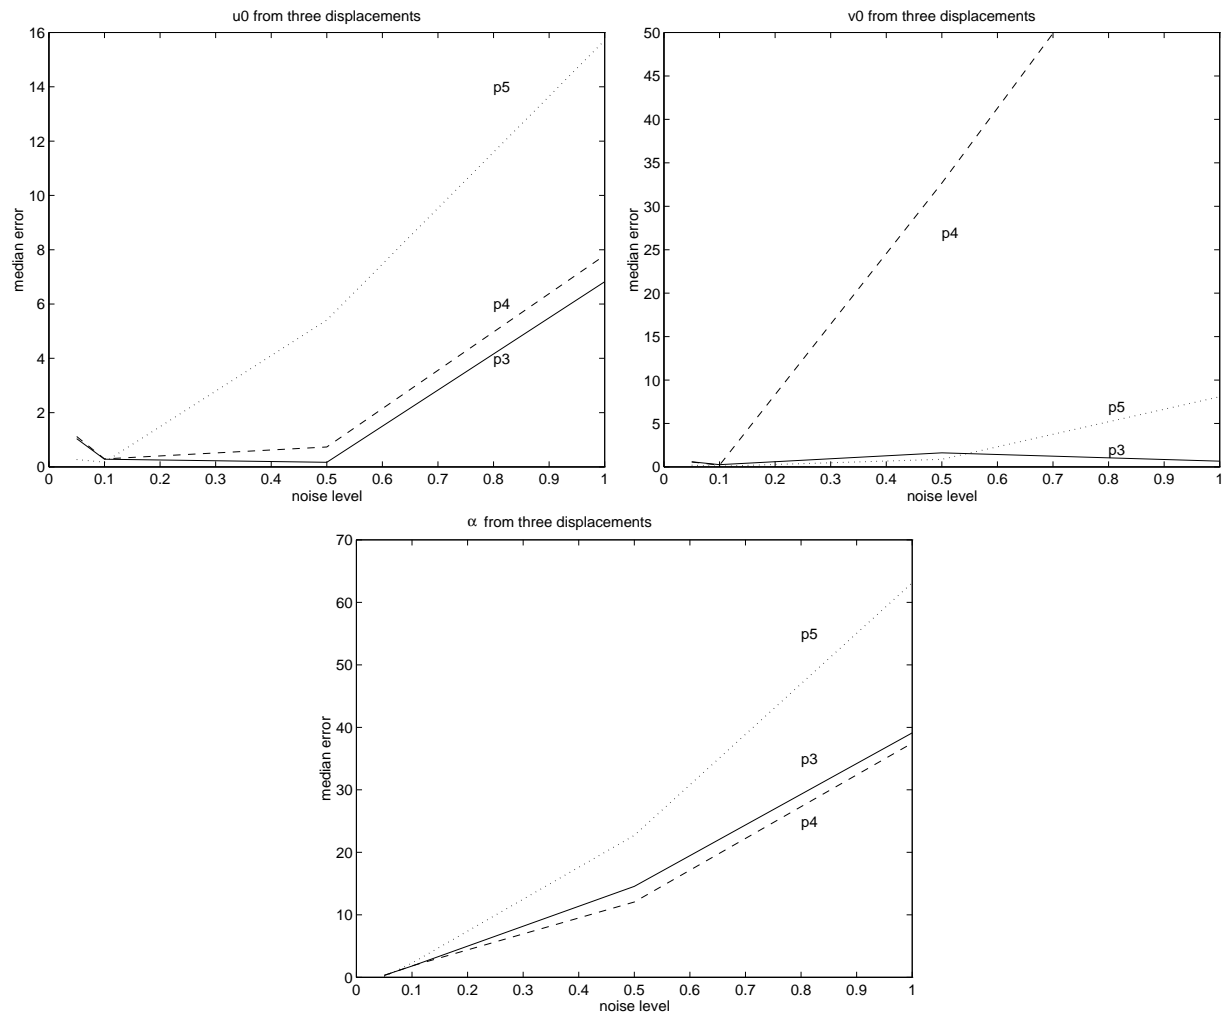 u0 from three displacements
16
14
12
10
8
6
4
2
0
median error
p5
p4
p3
0 0.1 0.2 0.3 0.4 0.5 0.6 0.7 0.8 0.9 1
noise level
v0 from three displacements
50
45
40
35
30
25
20
15
10
5
0
median error
p4
p5
p3
0 0.1 0.2 0.3 0.4 0.5 0.6 0.7 0.8 0.9 1
noise level
α from three displacements
70
60
50
40
30
20
10
0
median error
p5
p3
p4
0 0.1 0.2 0.3 0.4 0.5 0.6 0.7 0.8 0.9 1
noise level